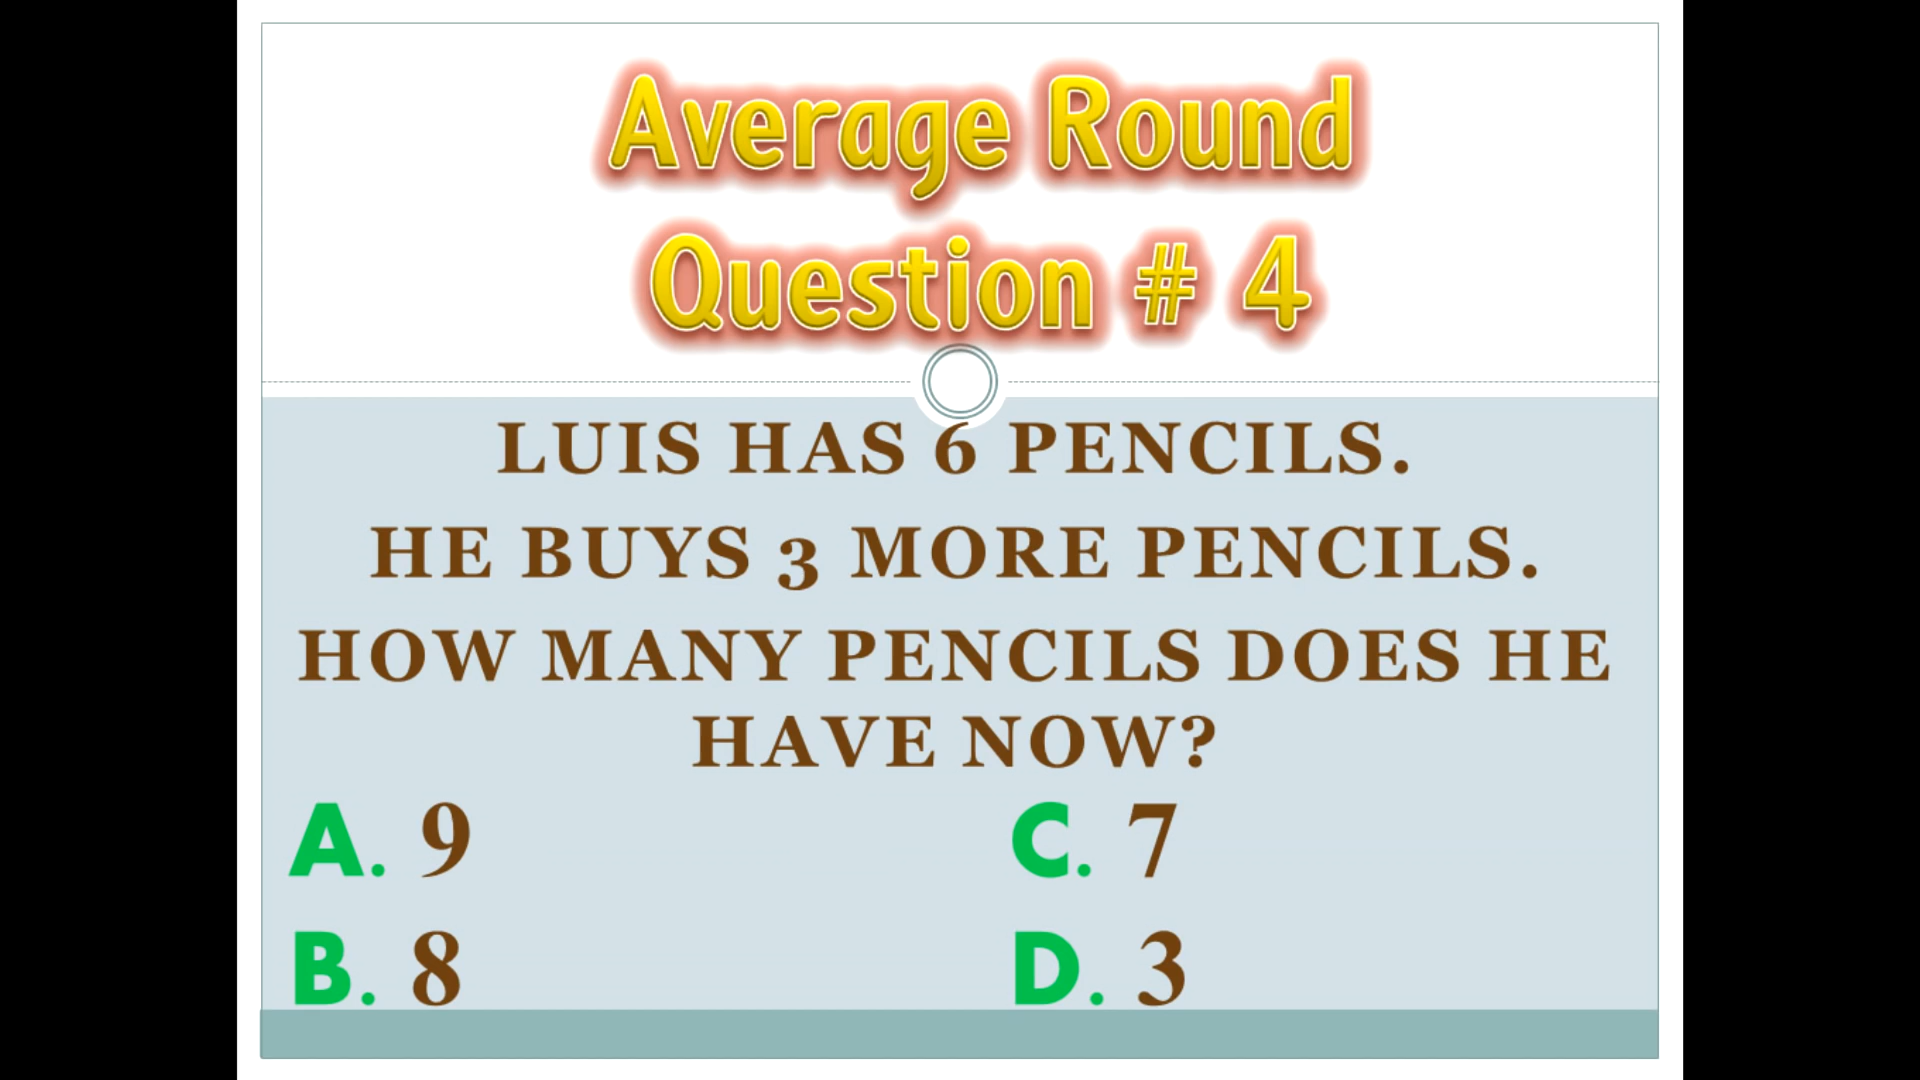 Average Round
Question # 4
LUIS HAS 6 PENCILS.
HE BUYS 3 MORE PENCILS.
HOW MANY PENCILS DOES HE
HAVE NOW?
A. 9
B. 8
C. 7
D. 3